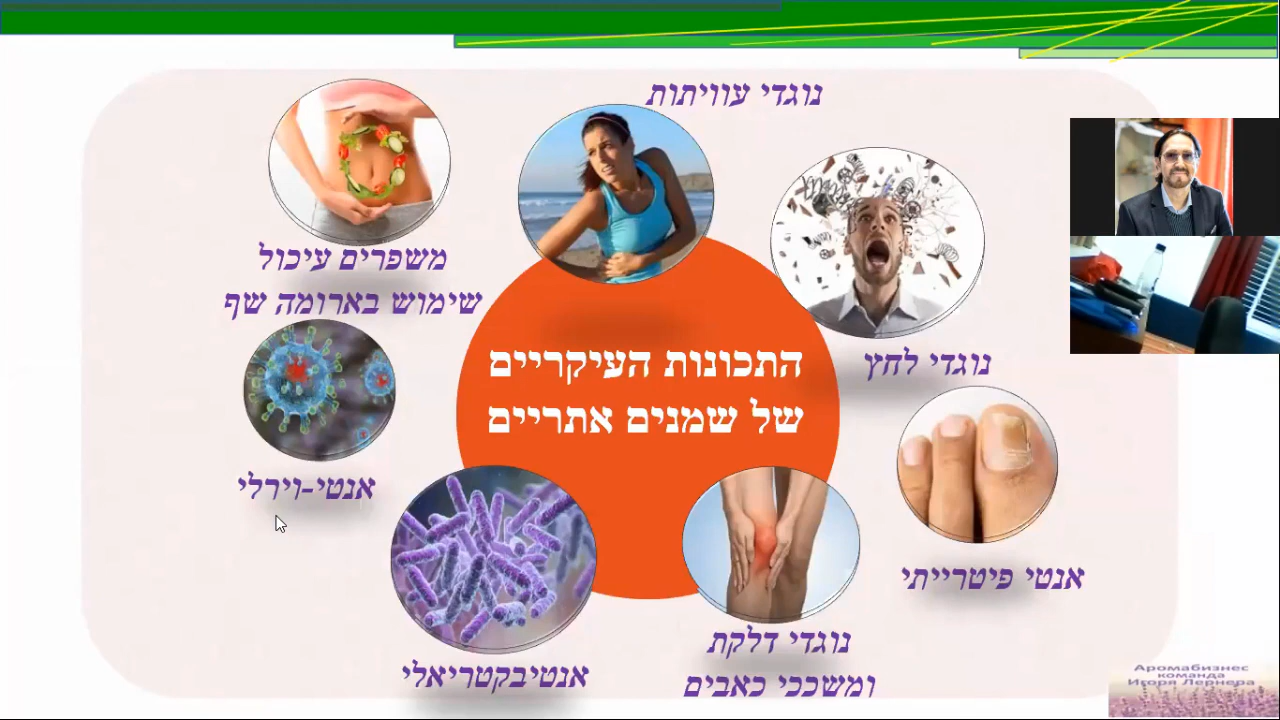 נוגדי עוויתות
משפרים עיכול
שימוש בארומה שף
התכונות העיקריים
של שמנים אתריים
נוגדי לחץ
אנטי-וירלי
אנטי פיטרייתי
אנטיבקטריאלי
נוגדי דלקת
ומשככי כאבים
Аромабизнес
команда
Игоря Лернера